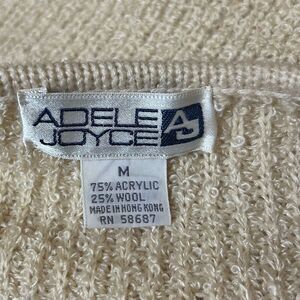 ADELE AJ
JOYCE
M
75% ACRYLIC
25% WOOL
MADE IN HONG KONG
RN 58687